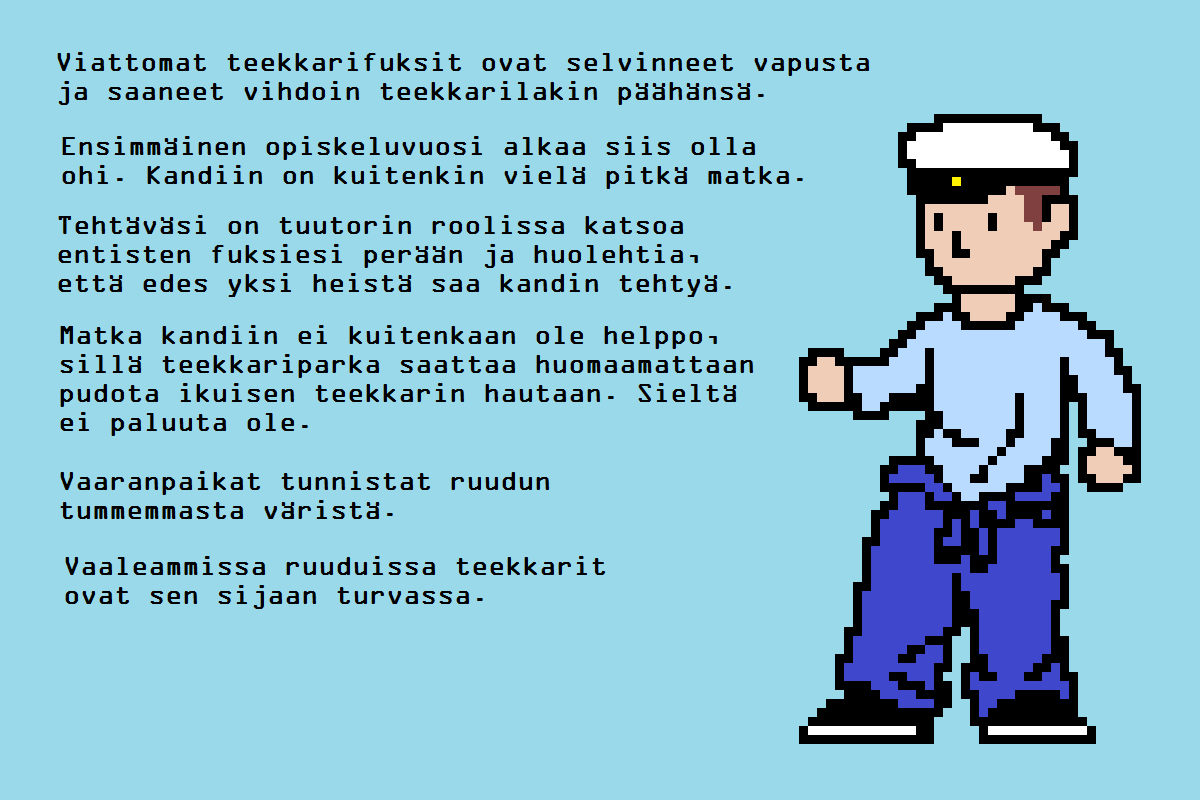 Viattomat teekkarifuksit ovat selvinneet vapusta
ja saaneet vihdoin teekkarilakin päähänsä.
Ensimmäinen opiskeluvuosi alkaa siis olla
ohi. Kandiin on kuitenkin vielä pitkä matka.
Tehtäväsi on tuutorin roolissa katsoa
entisten fuksiesi perään ja huolehtia,
että edes yksi heistä saa kandin tehtyä.
Matka kandiin ei kuitenkaan ole helppo,
sillä teekkariparka saattaa huomaamattaan
pudota ikuisen teekkarin hautaan. Sieltä
ei paluuta ole.
Vaaranpaikat tunnistat ruudun
tummemmasta väristä.
Vaaleammissa ruuduissa teekkarit
ovat sen sijaan turvassa.